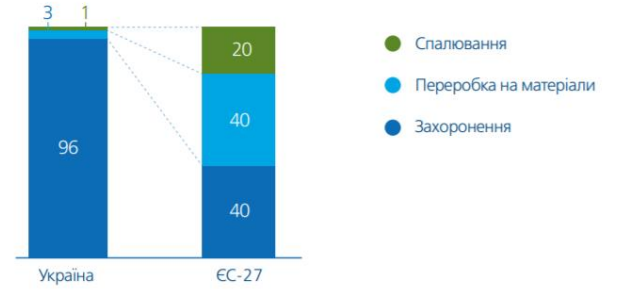 3 1
20
Спалювання
Переробка на матеріали
40
Захоронення
96
40
Україна
ЄС-27